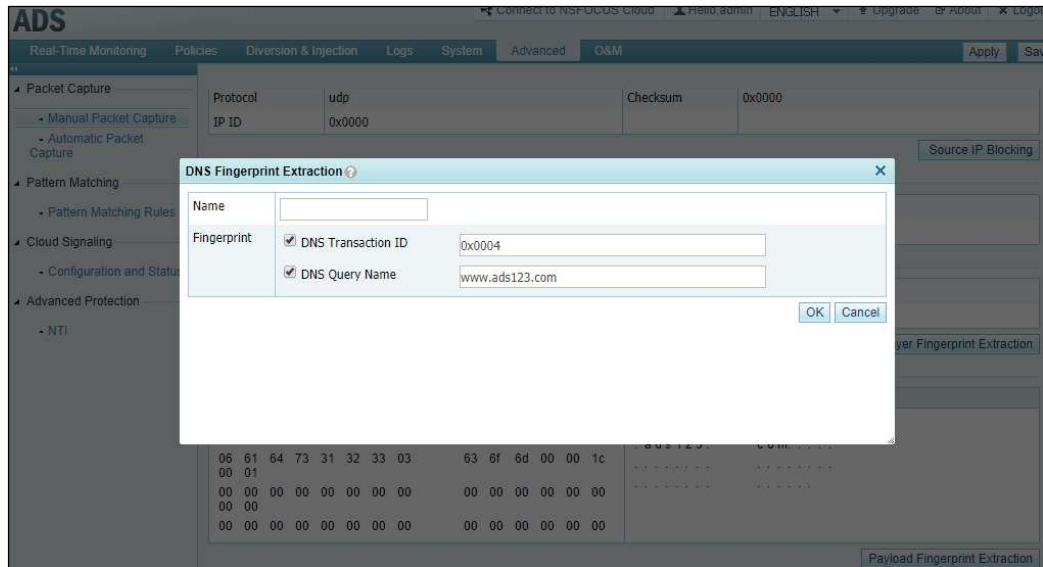 Connect to NSFOCUS Cloud Hello,admin ENGLISH Upgrade About Logo
ADS
Real-Time Monitoring Policies Diversion & Injection Logs System Advanced O&M Apply Sav
Packet Capture
Manual Packet Capture
Automatic Packet
Capture
Pattern Matching
Pattern Matching Rules
Cloud Signaling
Configuration and Status
Advanced Protection
NTI
Protocol udp Checksum 0x0000
IP ID 0x0000
Source IP Blocking
DNS Fingerprint Extraction
Name
Fingerprint DNS Transaction ID 0x0004
DNS Query Name www.ads123.com
OK Cancel
yer Fingerprint Extraction
. a d s 1 2 3 . c o m . . . . .
06 61 64 73 31 32 33 03 63 6f 6d 00 00 1c
00 01
00 00 00 00 00 00 00 00 00 00 00 00 00 00
00 00
00 00 00 00 00 00 00 00 00 00 00 00 00 00
Payload Fingerprint Extraction